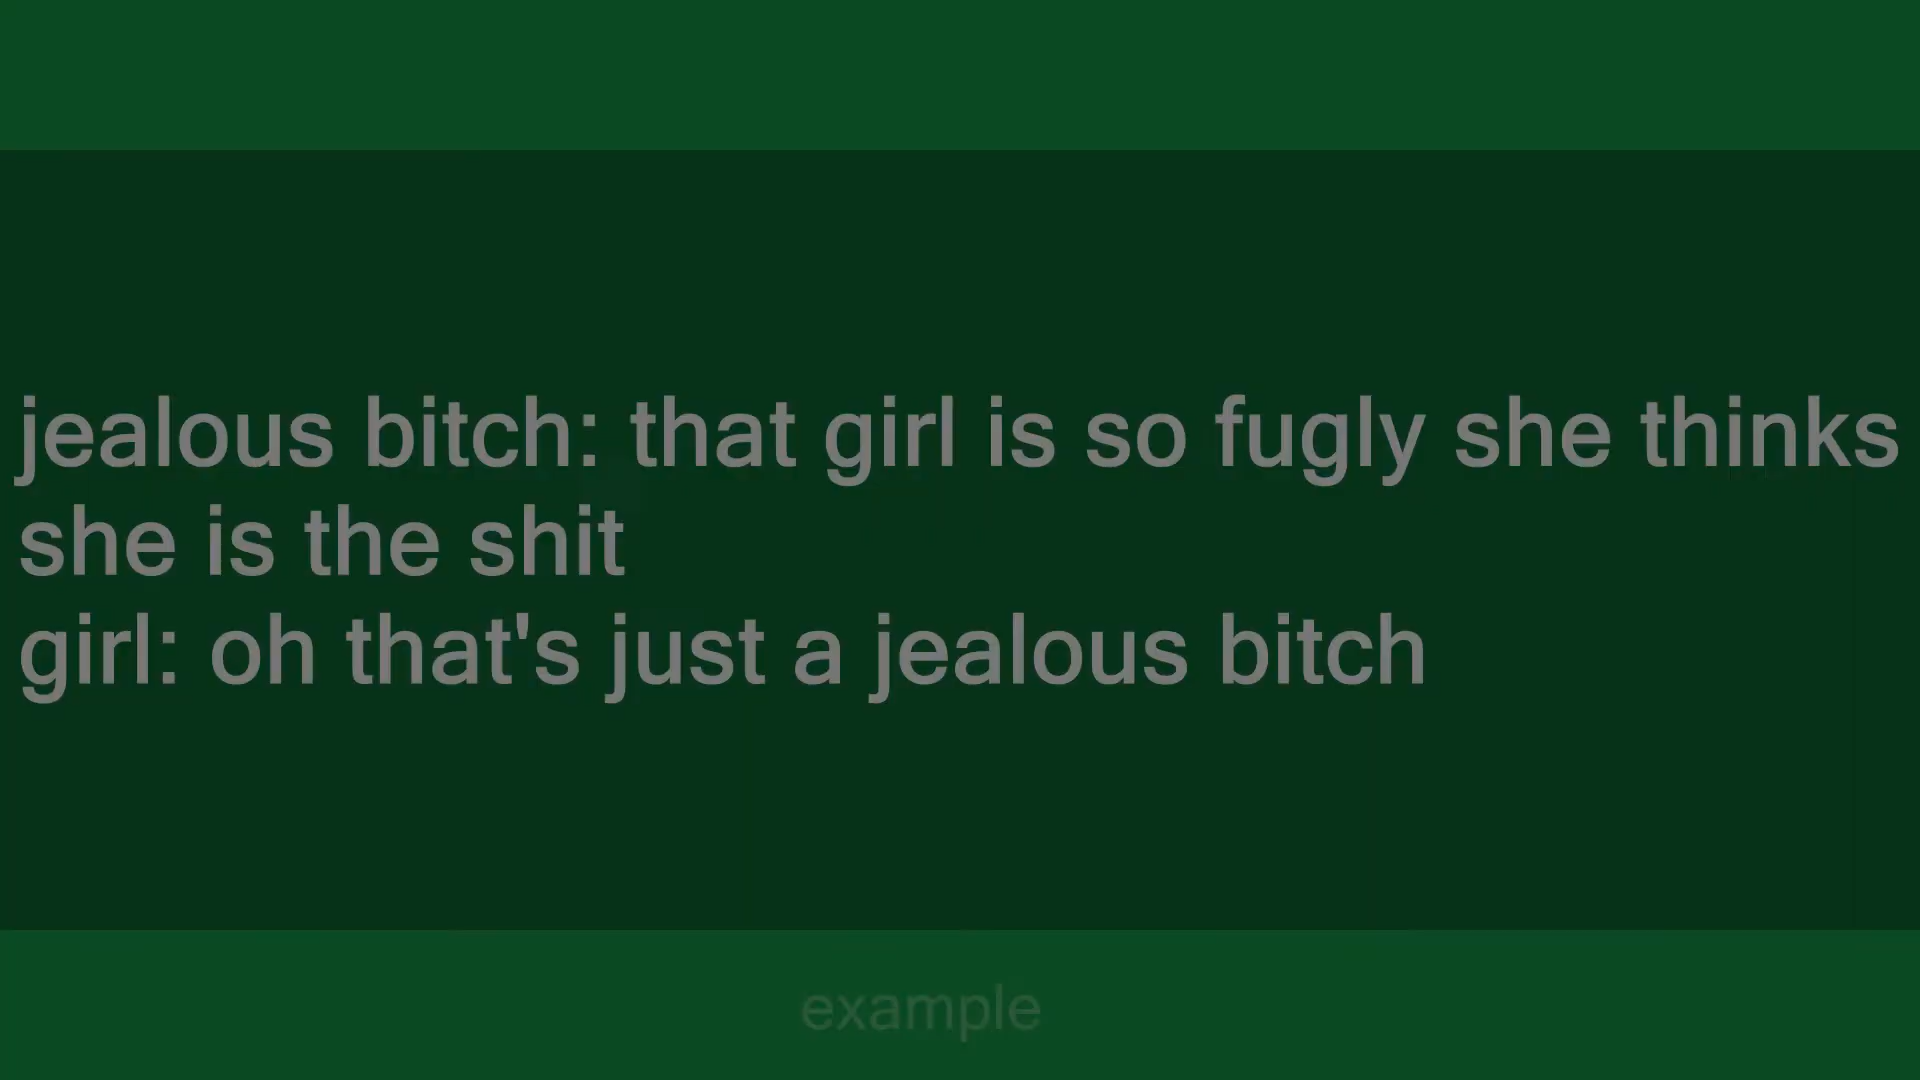 jealous bitch: that girl is so fugly she thinks
she is the shit
girl: oh that's just a jealous bitch
example